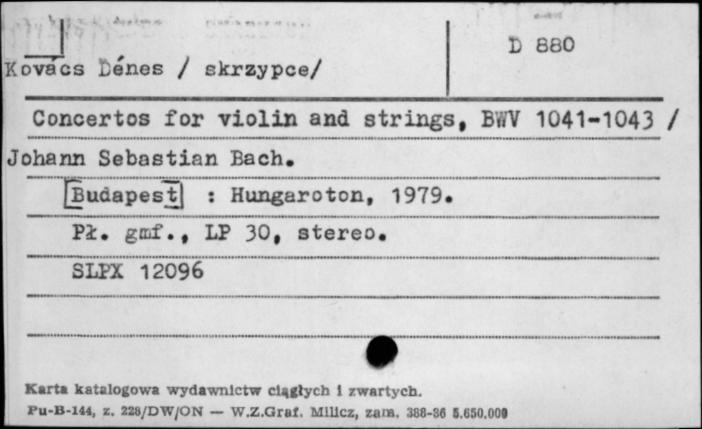 D 880
Kovács Dénes / skrzypce/
Concertos for violin and strings, BWV 1041-1043 /
Johann Sebastian Bach.
[Budapest] : Hungaroton, 1979.
Pł. gmf., LP 30, stereo.
SLPX 12096
Karta katalogowa wydawnictw ciągłych i zwartych.
Pu-B-144, z. 228/DW/ON — W.Z.Graf. Milicz, zam. 388-86 5.650.000